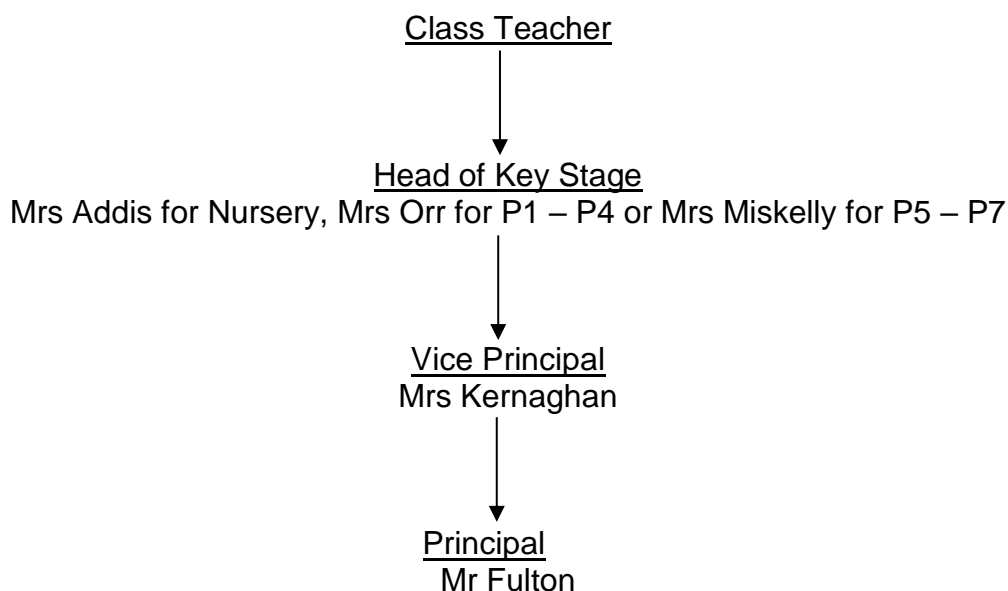 Class Teacher
Head of Key Stage
Mrs Addis for Nursery, Mrs Orr for P1 – P4 or Mrs Miskelly for P5 – P7
Vice Principal
Mrs Kernaghan
Principal
Mr Fulton